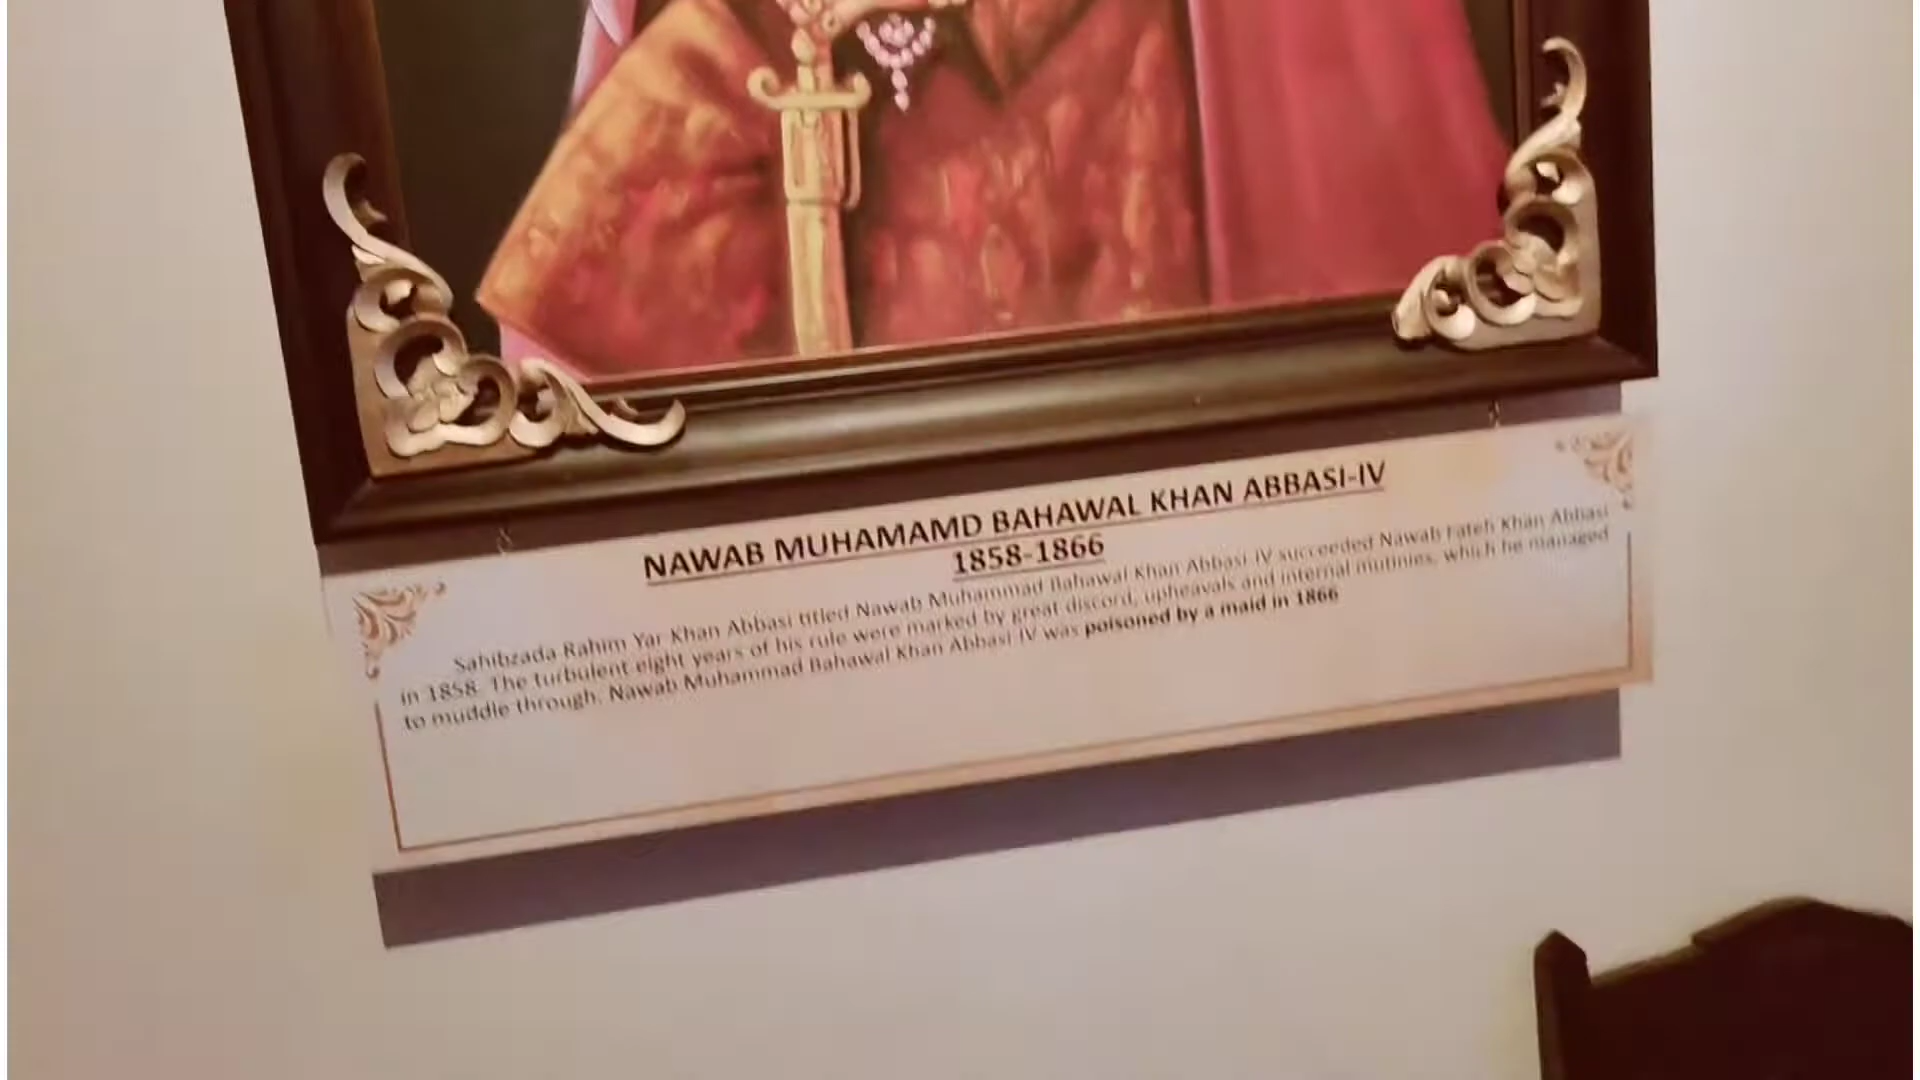 NAWAB MUHAMAMD BAHAWAL KHAN ABBASI-IV
1858-1866
Sahibzada Rahim Yar Khan Abbasi titled Nawab Muhammad Bahawal Khan Abbasi-IV succeeded Nawab Fateh Khan Abbasi
in 1858. The turbulent eight years of his rule were marked by great discord, upheavals and internal mutinies, which he managed
to muddle through. Nawab Muhammad Bahawal Khan Abbasi-IV was poisoned by a maid in 1866